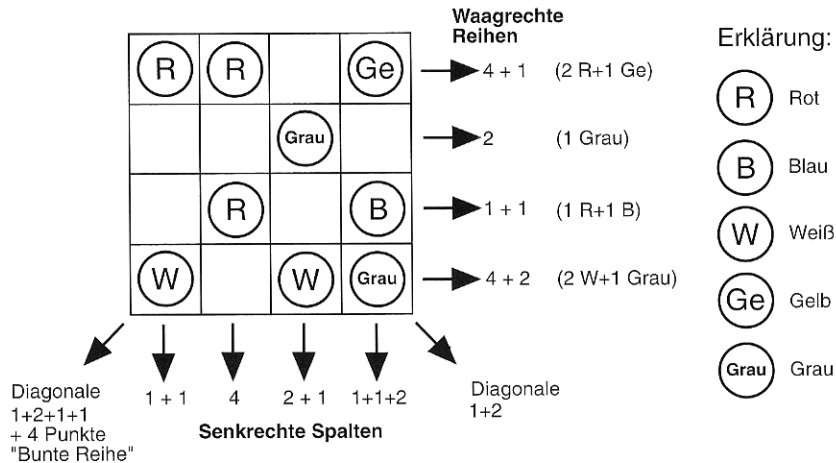 Waagrechte
Reihen
Erklärung:
R R Ge 4 + 1 (2 R+1 Ge)
R Rot
Grau 2 (1 Grau)
B Blau
R B 1 + 1 (1 R+1 B)
W Weiß
W W Grau 4 + 2 (2 W+1 Grau)
Ge Gelb
Grau Grau
Diagonale
1+2+1+1
+ 4 Punkte
"Bunte Reihe"
1 + 1 4 2 + 1 1+1+2
Senkrechte Spalten
Diagonale
1+2